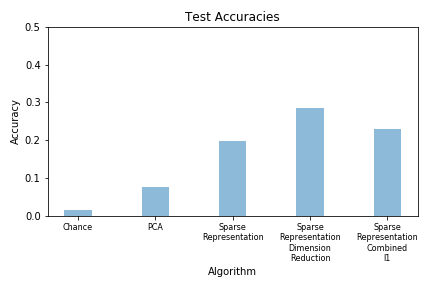 Test Accuracies
0.5
0.4
0.3
0.2
0.1
0.0
Accuracy
Chance
PCA
Sparse
Representation
Sparse
Representation
Dimension
Reduction
Sparse
Representation
Combined
l1
Algorithm